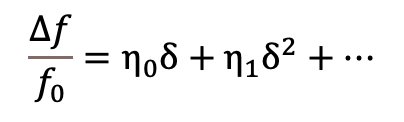 Δf/f₀ = η₀δ + η₁δ² + ⋯